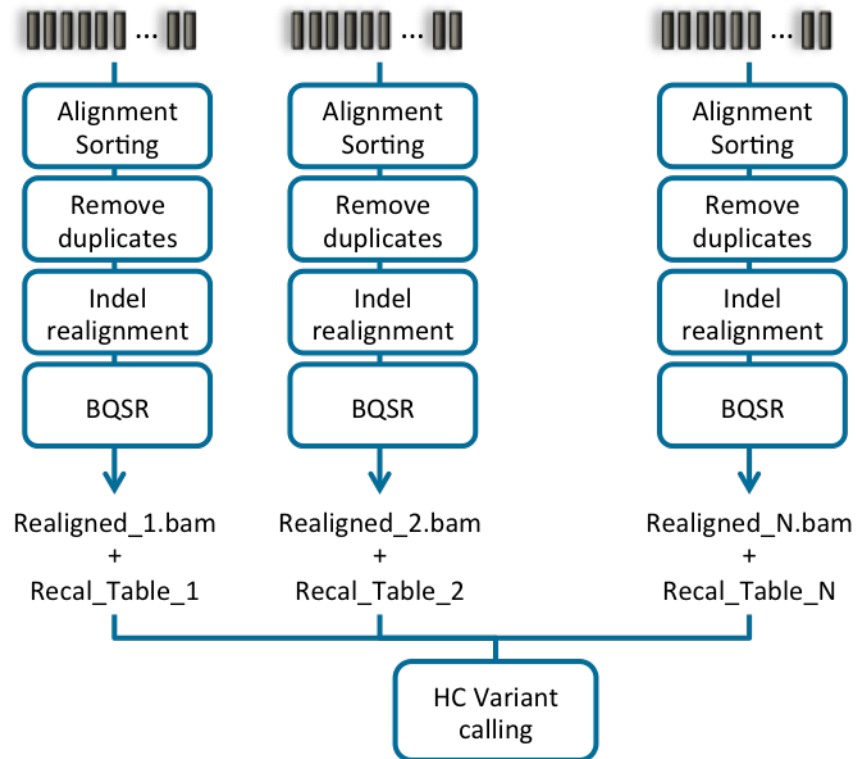 ...
Alignment
Sorting
Remove
duplicates
Indel
realignment
BQSR
Realigned_1.bam
+
Recal_Table_1
...
Alignment
Sorting
Remove
duplicates
Indel
realignment
BQSR
Realigned_2.bam
+
Recal_Table_2
...
Alignment
Sorting
Remove
duplicates
Indel
realignment
BQSR
Realigned_N.bam
+
Recal_Table_N
HC Variant
calling